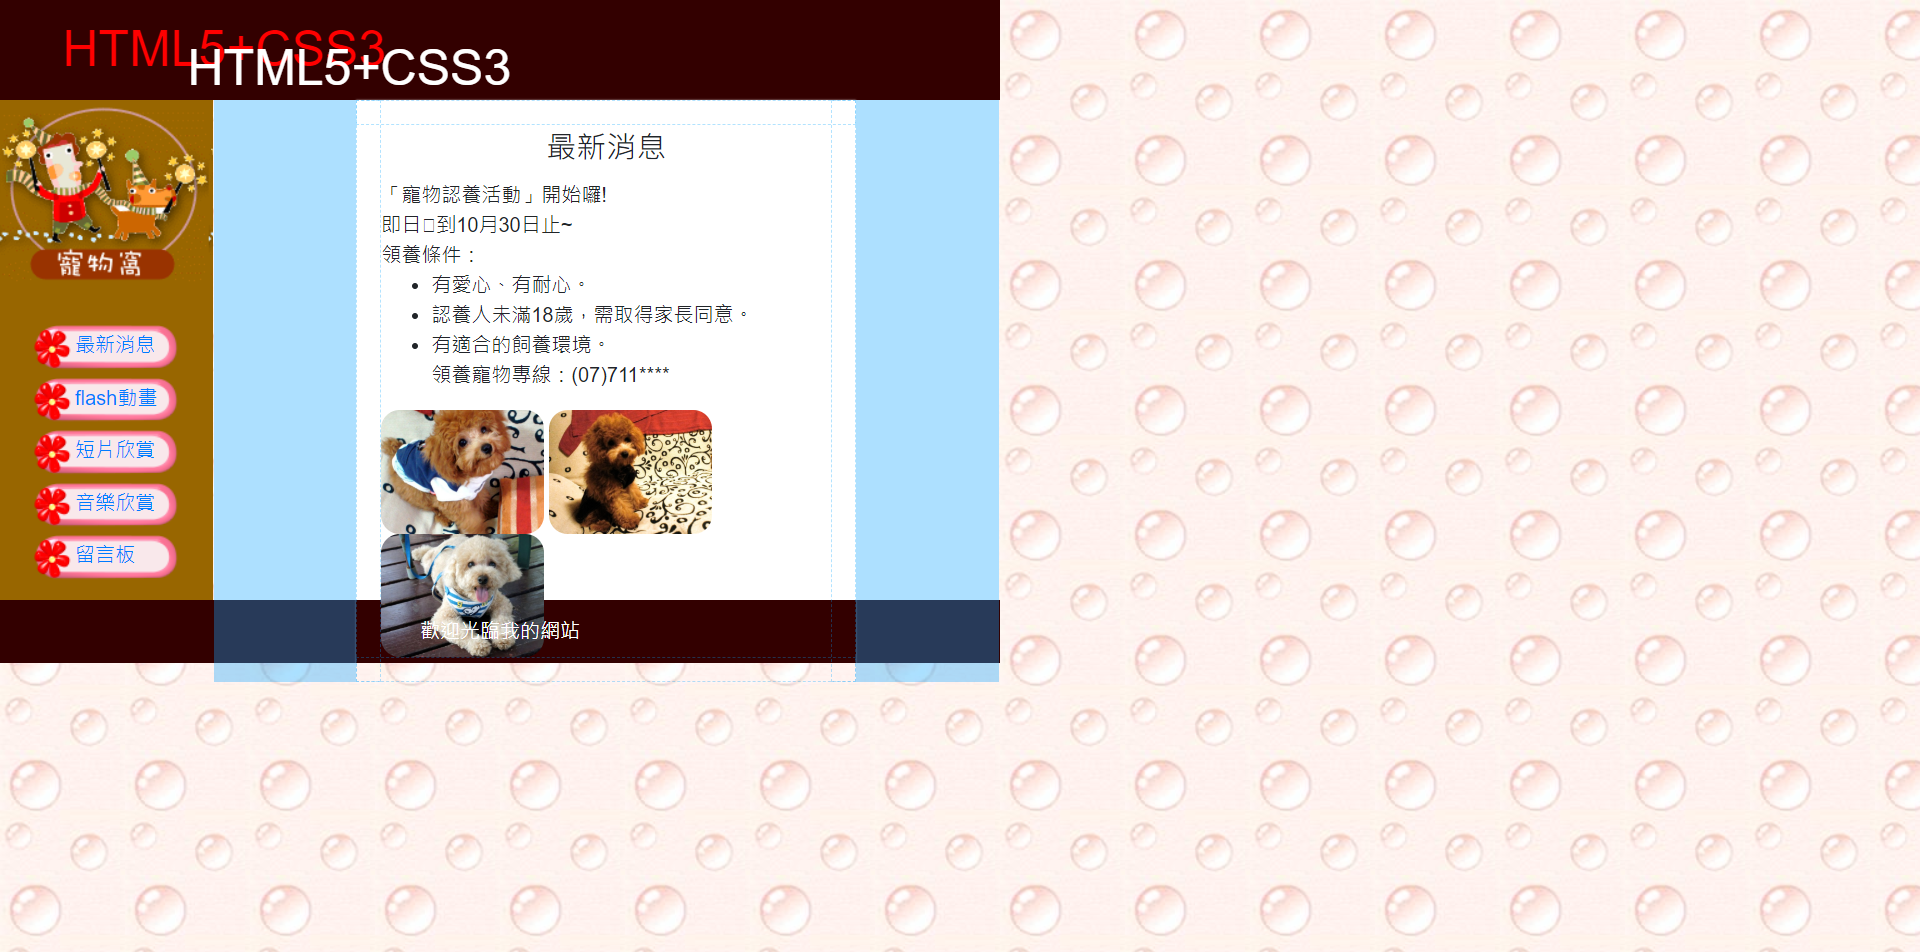 HTML5+CSS3
HTML5+CSS3
寵物窩
最新消息
flash動畫
短片欣賞
音樂欣賞
留言板
最新消息
「寵物認養活動」開始囉!
即日□到10月30日止~
領養條件：
• 有愛心、有耐心。
• 認養人未滿18歲，需取得家長同意。
• 有適合的飼養環境。
領養寵物專線：(07)711****
歡迎光臨我的網站